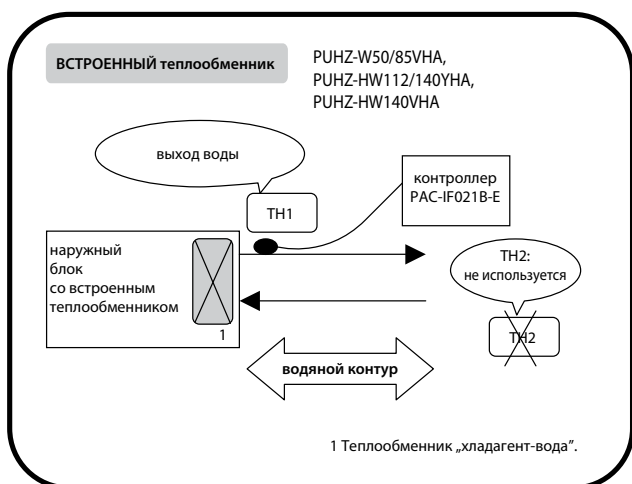 ВСТРОЕННЫЙ теплообменник
PUHZ-W50/85VHA,
PUHZ-HW112/140YHA,
PUHZ-HW140VHA
выход воды
TH1
контроллер
PAC-IF021B-E
наружный
блок
со встроенным
теплообменником
1
TH2:
не используется
TH2
водяной контур
1 Теплообменник „хладагент-вода”.